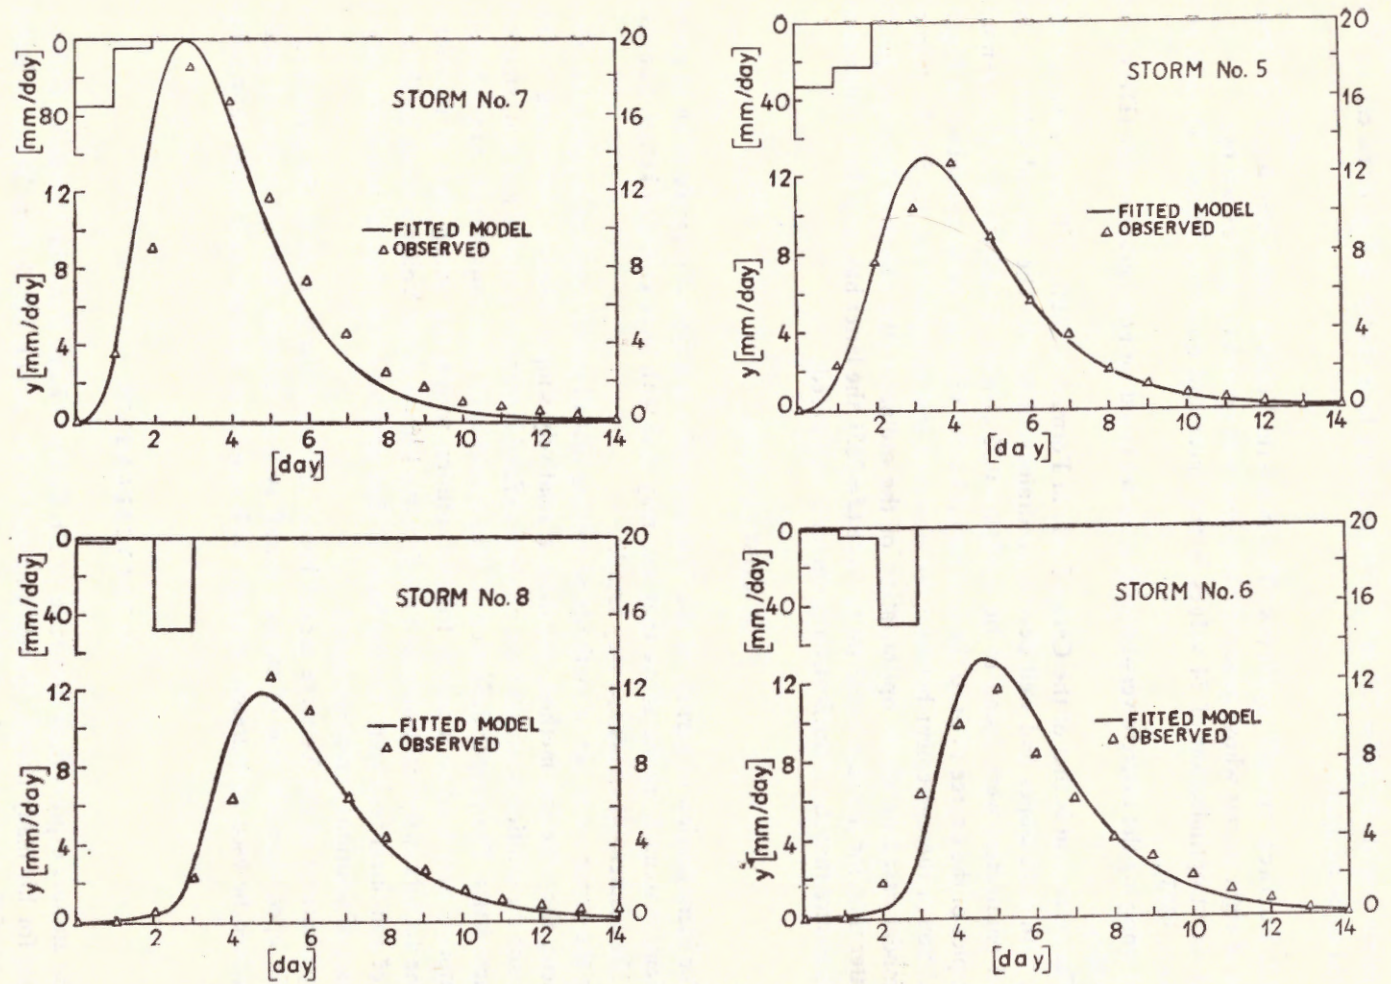 STORM No. 7
[mm/day]
0
80
20
16
12
8
4
0
12
8
4
0
y[mm/day]
FITTED MODEL
OBSERVED
2 4 6 8 10 12 14
[day]
STORM No. 5
[mm/day]
0
40
20
16
12
8
4
0
12
8
4
0
y[mm/day]
FITTED MODEL
OBSERVED
2 4 6 8 10 12 14
[day]
STORM No. 8
[mm/day]
0
40
20
16
12
8
4
0
12
8
4
0
y[mm/day]
FITTED MODEL
OBSERVED
2 4 6 8 10 12 14
[day]
STORM No. 6
[mm/day]
0
40
20
16
12
8
4
0
12
8
4
0
y[mm/day]
FITTED MODEL
OBSERVED
2 4 6 8 10 12 14
[day]